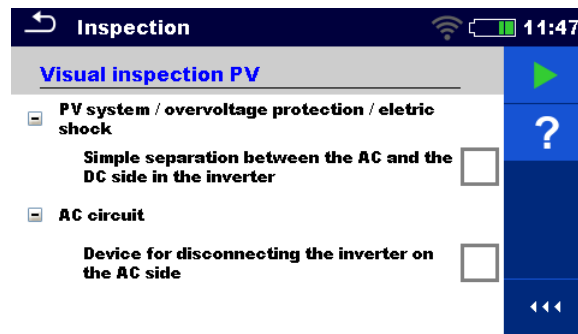 Inspection 11:47
Visual inspection PV
PV system / overvoltage protection / eletric
shock
Simple separation between the AC and the
DC side in the inverter
AC circuit
Device for disconnecting the inverter on
the AC side
?